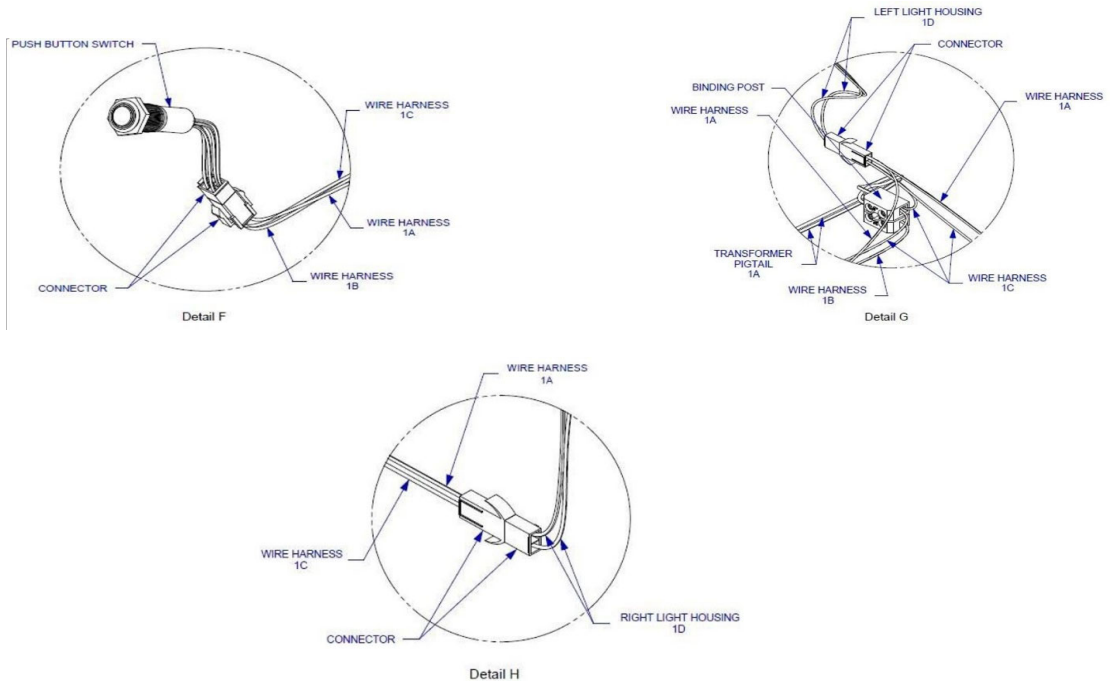 PUSH BUTTON SWITCH
WIRE HARNESS
1C
WIRE HARNESS
1A
WIRE HARNESS
1B
CONNECTOR
Detail F
LEFT LIGHT HOUSING
1D
CONNECTOR
BINDING POST
WIRE HARNESS
1A
WIRE HARNESS
1A
TRANSFORMER
PIGTAIL
1A
WIRE HARNESS
1B
WIRE HARNESS
1C
Detail G
WIRE HARNESS
1A
WIRE HARNESS
1C
CONNECTOR
RIGHT LIGHT HOUSING
1D
Detail H